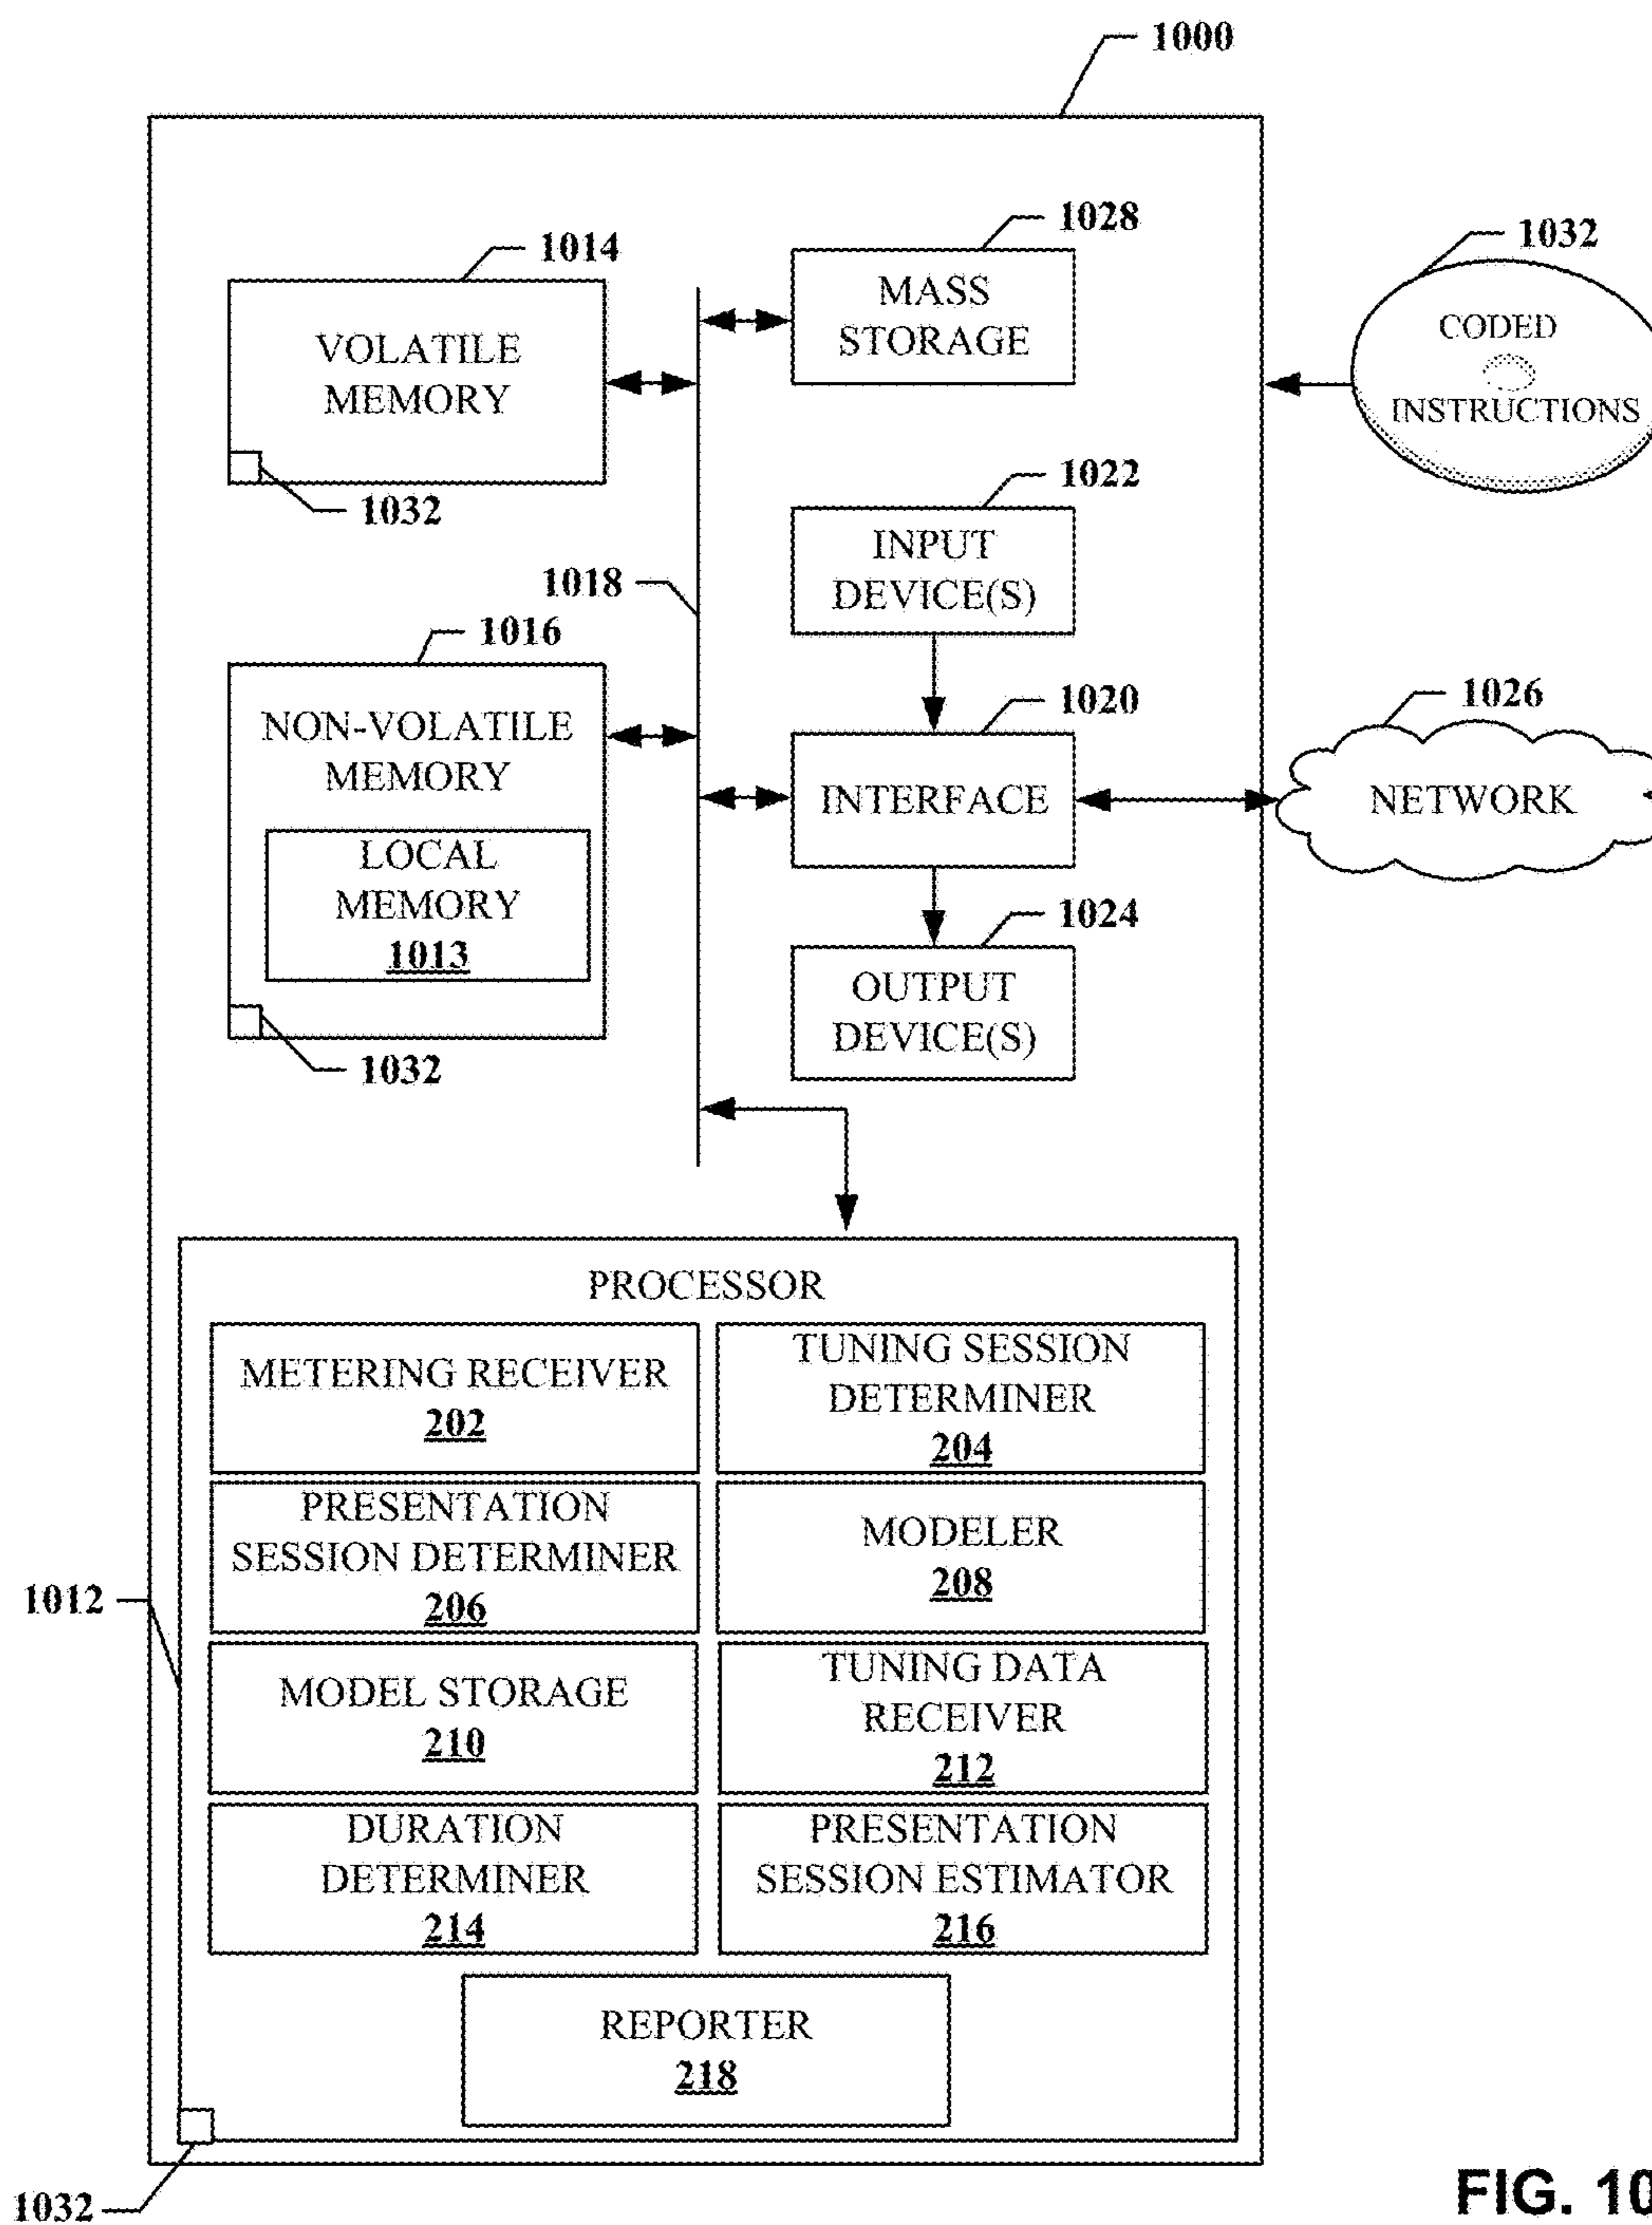 1000
1014
VOLATILE
MEMORY
1032
1028
MASS
STORAGE
1032
CODED
INSTRUCTIONS
1022
INPUT
DEVICE(S)
1018
1016
NON-VOLATILE
MEMORY
LOCAL
MEMORY
1013
1032
1020
INTERFACE
1026
NETWORK
1024
OUTPUT
DEVICE(S)
PROCESSOR
METERING RECEIVER
202
TUNING SESSION
DETERMINER
204
PRESENTATION
SESSION DETERMINER
206
MODELER
208
1012
MODEL STORAGE
210
TUNING DATA
RECEIVER
212
DURATION
DETERMINER
214
PRESENTATION
SESSION ESTIMATOR
216
REPORTER
218
1032
FIG. 10